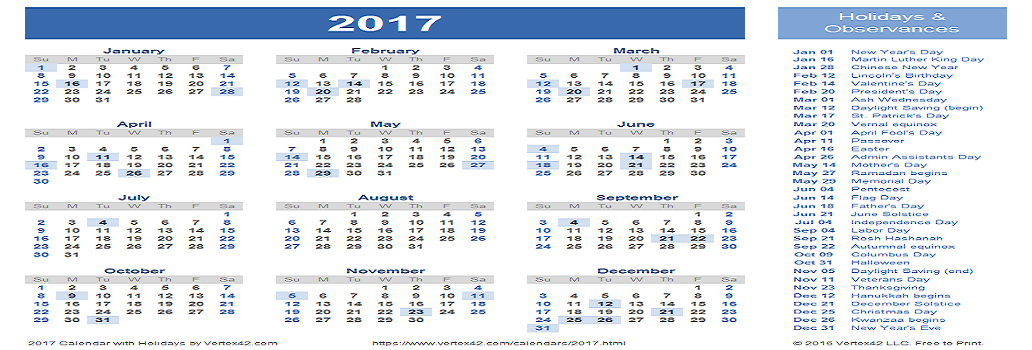 2017
January February March
Su M Tu W Th F Sa Su M Tu W Th F Sa Su M Tu W Th F Sa
1 2 3 4 5 6 7 1 2 3 4 1 2 3 4
8 9 10 11 12 13 14 5 6 7 8 9 10 11 5 6 7 8 9 10 11
15 16 17 18 19 20 21 12 13 14 15 16 17 18 12 13 14 15 16 17 18
22 23 24 25 26 27 28 19 20 21 22 23 24 25 19 20 21 22 23 24 25
29 30 31 26 27 28 26 27 28 29 30 31
April May June
Su M Tu W Th F Sa Su M Tu W Th F Sa Su M Tu W Th F Sa
1 1 2 3 4 5 6 1 2 3
2 3 4 5 6 7 8 7 8 9 10 11 12 13 4 5 6 7 8 9 10
9 10 11 12 13 14 15 14 15 16 17 18 19 20 11 12 13 14 15 16 17
16 17 18 19 20 21 22 21 22 23 24 25 26 27 18 19 20 21 22 23 24
23 24 25 26 27 28 29 28 29 30 31 25 26 27 28 29 30
30
July August September
Su M Tu W Th F Sa Su M Tu W Th F Sa Su M Tu W Th F Sa
1 1 2 3 4 5 1 2
2 3 4 5 6 7 8 6 7 8 9 10 11 12 3 4 5 6 7 8 9
9 10 11 12 13 14 15 13 14 15 16 17 18 19 10 11 12 13 14 15 16
16 17 18 19 20 21 22 20 21 22 23 24 25 26 17 18 19 20 21 22 23
23 24 25 26 27 28 29 27 28 29 30 31 24 25 26 27 28 29 30
30 31
October November December
Su M Tu W Th F Sa Su M Tu W Th F Sa Su M Tu W Th F Sa
1 2 3 4 5 6 7 1 2 3 4 1 2
8 9 10 11 12 13 14 5 6 7 8 9 10 11 3 4 5 6 7 8 9
15 16 17 18 19 20 21 12 13 14 15 16 17 18 10 11 12 13 14 15 16
22 23 24 25 26 27 28 19 20 21 22 23 24 25 17 18 19 20 21 22 23
29 30 31 26 27 28 29 30 24 25 26 27 28 29 30
31
2017 Calendar with Holidays by Vertex42.com https://www.vertex42.com/calendars/2017.html
Holidays &
Observances
Jan 01 New Year's Day
Jan 16 Martin Luther King Day
Jan 28 Chinese New Year
Feb 12 Lincoln's Birthday
Feb 14 Valentine's Day
Feb 20 President's Day
Mar 01 Ash Wednesday
Mar 12 Daylight Saving (begin)
Mar 17 St. Patrick's Day
Mar 20 Vernal equinox
Apr 01 April Fool's Day
Apr 11 Passover
Apr 16 Easter
Apr 26 Admin Assistants Day
May 14 Mother's Day
May 27 Ramadan begins
May 29 Memorial Day
Jun 04 Pentecost
Jun 14 Flag Day
Jun 18 Father's Day
Jun 21 June Solstice
Jul 04 Independence Day
Sep 04 Labor Day
Sep 21 Rosh Hashanah
Sep 22 Autumnal equinox
Oct 09 Columbus Day
Oct 31 Halloween
Nov 05 Daylight Saving (end)
Nov 11 Veterans Day
Nov 23 Thanksgiving
Dec 12 Hanukkah begins
Dec 21 December Solstice
Dec 25 Christmas Day
Dec 26 Kwanzaa begins
Dec 31 New Year's Eve
© 2016 Vertex42 LLC. Free to Print.